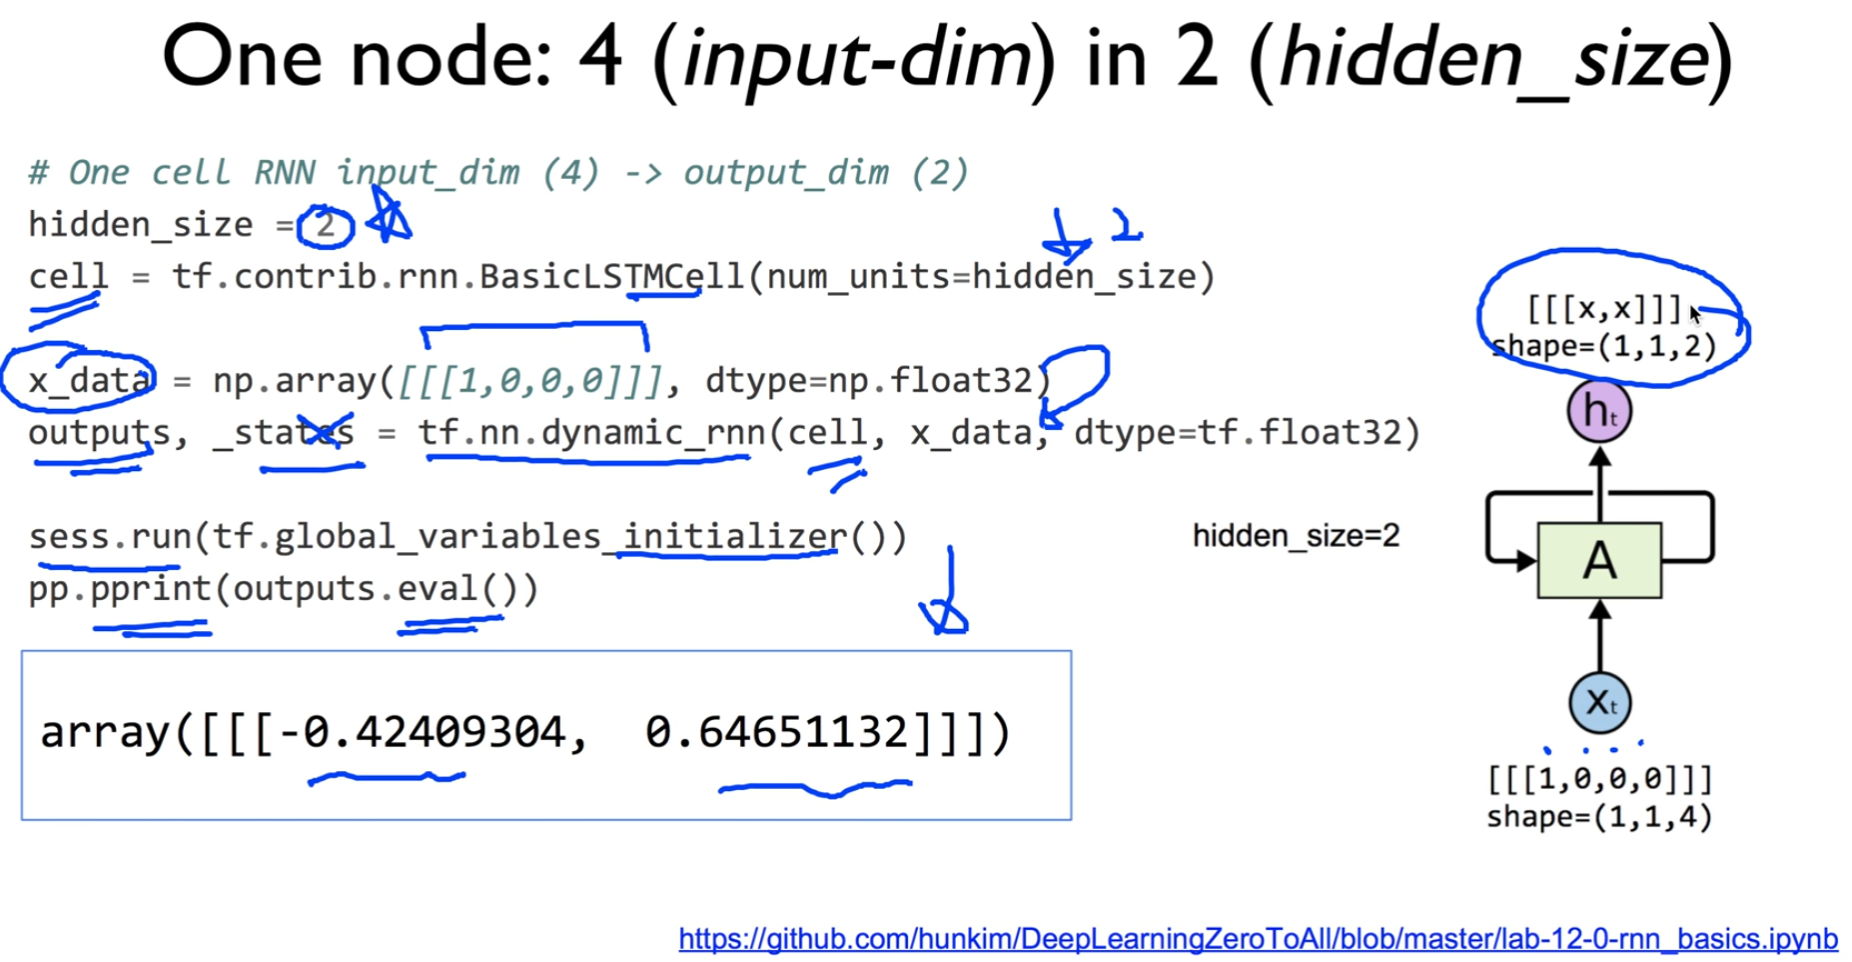 One node: 4 (input-dim) in 2 (hidden_size)
# One cell RNN input_dim (4) -> output_dim (2)
hidden_size = 2
2
cell = tf.contrib.rnn.BasicLSTMCell(num_units=hidden_size)
x_data = np.array([[[1,0,0,0]]], dtype=np.float32)
outputs, _states = tf.nn.dynamic_rnn(cell, x_data, dtype=tf.float32)
sess.run(tf.global_variables_initializer())
pp.pprint(outputs.eval())
array([[[-0.42409304, 0.64651132]]])
[[[x,x]]]
shape=(1,1,2)
ht
hidden_size=2
A
Xt
[[[1,0,0,0]]]
shape=(1,1,4)
https://github.com/hunkim/DeepLearningZeroToAll/blob/master/lab-12-0-rnn_basics.ipynb